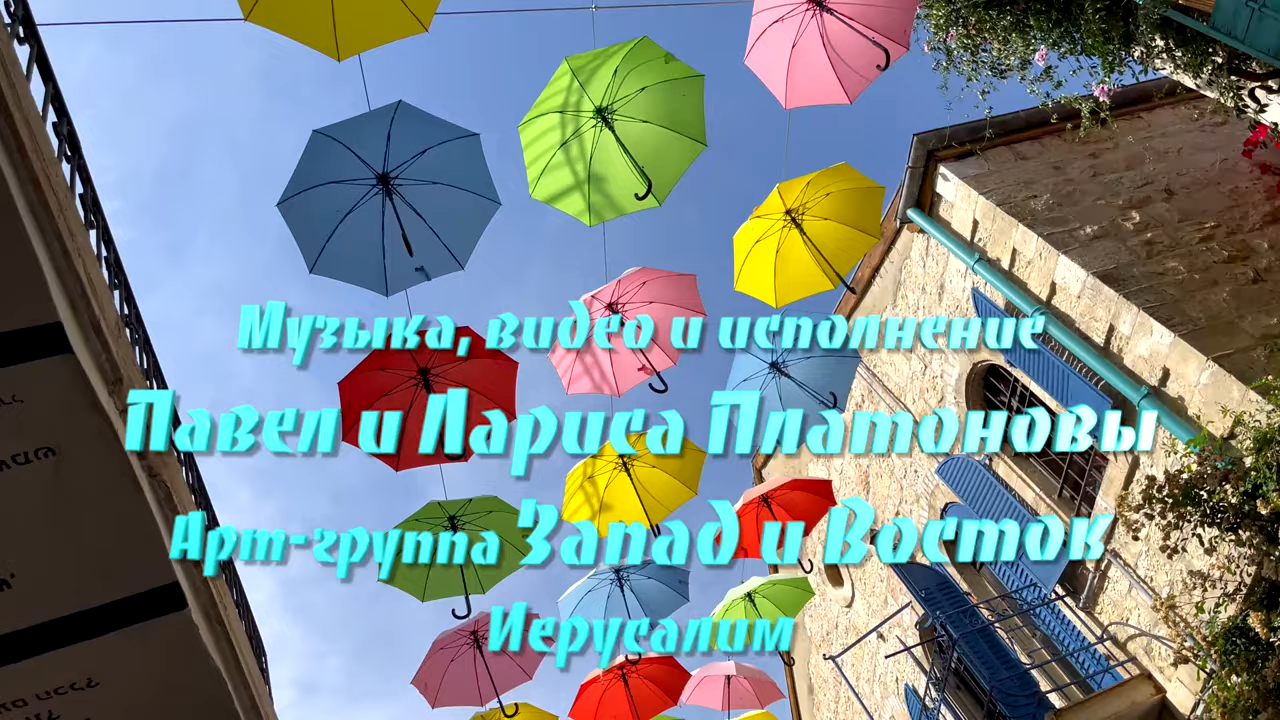 Музыка, видео и исполнение
Павел и Лариса Платоновы
Арт-группа Запад и Восток
Иерусалим